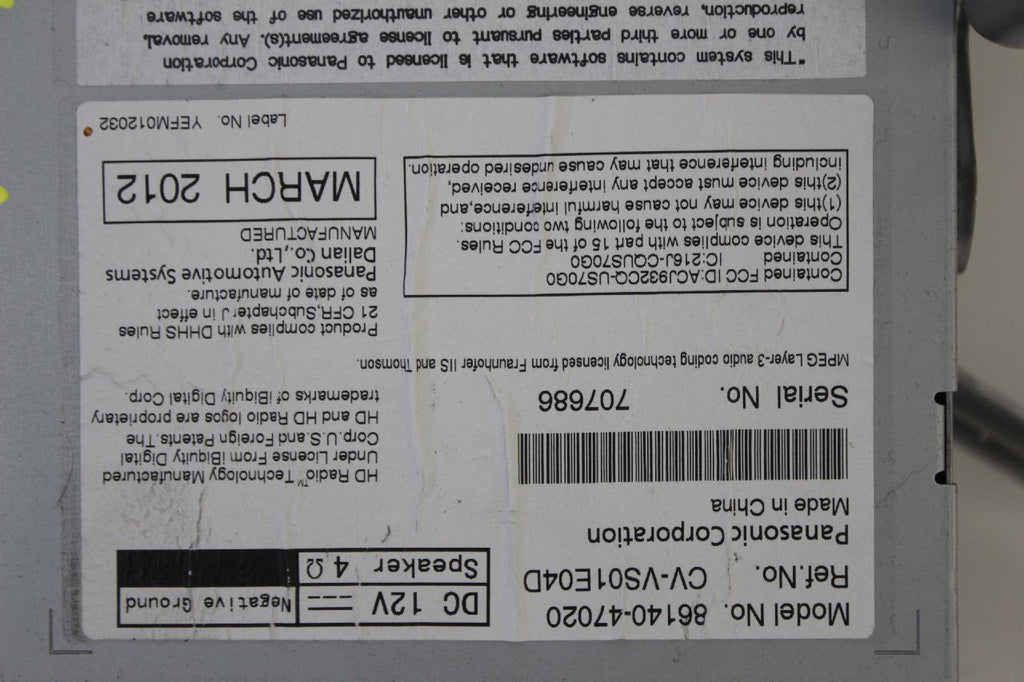 "This system contains software that is licensed to Panasonic Corporation
by one or more third parties pursuant to license agreement(s). Any removal,
reproduction, reverse engineering or other unauthorized use of the software
Model No. 86140-47020
Ref.No. CV-VS01E04D
Panasonic Corporation
Made in China
Serial No. 707686
MPEG Layer-3 audio coding technology licensed from Fraunhofer IIS and Thomson.
Contained FCC ID:ACJ932CQ-US70G0
Contained IC:216J-CQUS70G0
This device complies with part 15 of the FCC Rules.
Operation is subject to the following two conditions:
(1)this device may not cause harmful interference,and
(2)this device must accept any interference received,
including interference that may cause undesired operation.
DC 12V Negative Ground
Speaker 4Ω
HD Radio™Technology Manufactured
Under License From iBiquity Digital
Corp.U.S.and Foreign Patents.The
HD and HD Radio logos are proprietary
trademarks of iBiquity Digital Corp.
Product complies with DHHS Rules
21 CFR,Subchapter J in effect
as of date of manufacture.
Panasonic Automotive Systems
Dalian Co.,Ltd.
MANUFACTURED
MARCH 2012
Label No. YEFM012032